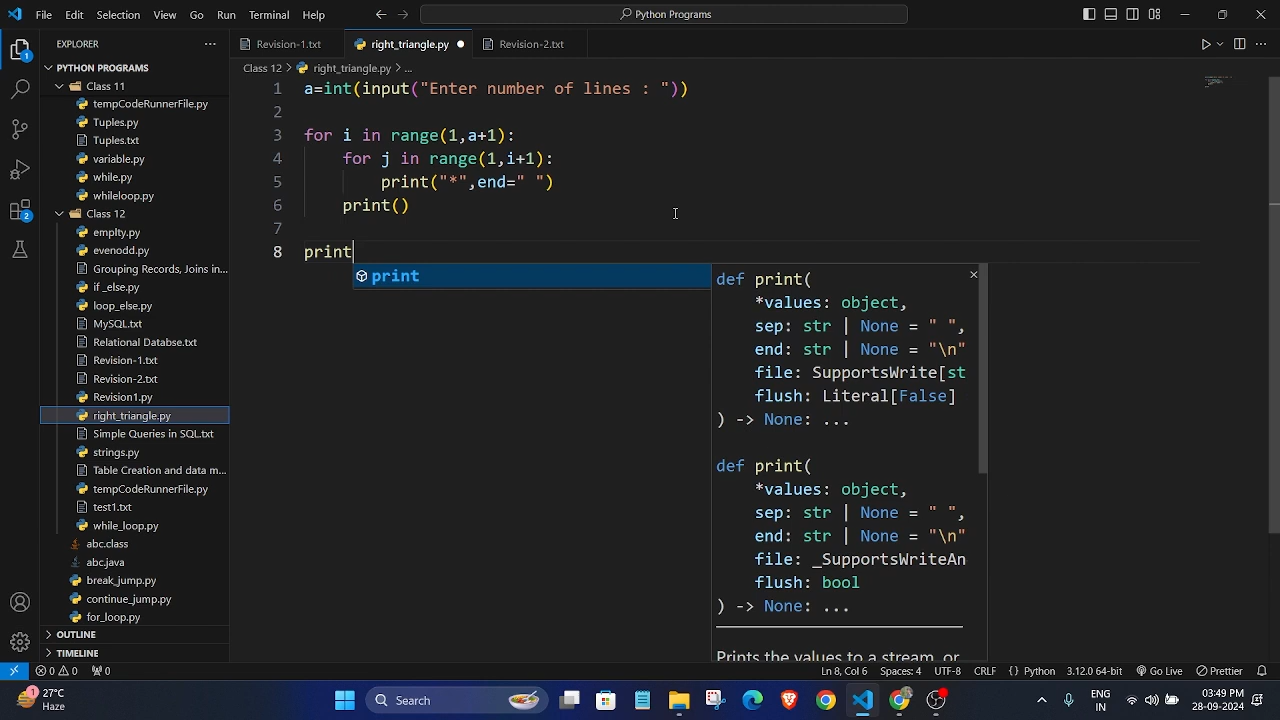 File Edit Selection View Go Run Terminal Help
Python Programs
EXPLORER
Revision-1.txt
right_triangle.py
Revision-2.txt
PYTHON PROGRAMS
Class 12 > right_triangle.py > ...
Class 11
tempCodeRunnerFile.py
Tuples.py
Tuples.txt
variable.py
while.py
whileloop.py
Class 12
emplty.py
evenodd.py
Grouping Records, Joins in...
if _else.py
loop_else.py
MySQL.txt
Relational Databse.txt
Revision-1.txt
Revision-2.txt
Revision1.py
right_triangle.py
Simple Queries in SQL.txt
strings.py
Table Creation and data m...
tempCodeRunnerFile.py
test1.txt
while_loop.py
abc.class
abc.java
break_jump.py
continue_jump.py
for_loop.py
OUTLINE
TIMELINE
1 a=int(input("Enter number of lines : "))
2
3 for i in range(1,a+1):
4 for j in range(1,i+1):
5 print("*",end=" ")
6 print()
7
8 print
print
def print(
*values: object,
sep: str | None = " ",
end: str | None = "\n"
file: SupportsWrite[st
flush: Literal[False]
) -> None: ...
def print(
*values: object,
sep: str | None = " ",
end: str | None = "\n"
file: _SupportsWriteAn
flush: bool
) -> None: ...
Prints the values to a stream, or
1
2
0 0 0
Ln 8, Col 6 Spaces: 4 UTF-8 CRLF {} Python 3.12.0 64-bit Go Live Prettier
1
27°C
Haze
Search
ENG
IN
03:49 PM
28-09-2024